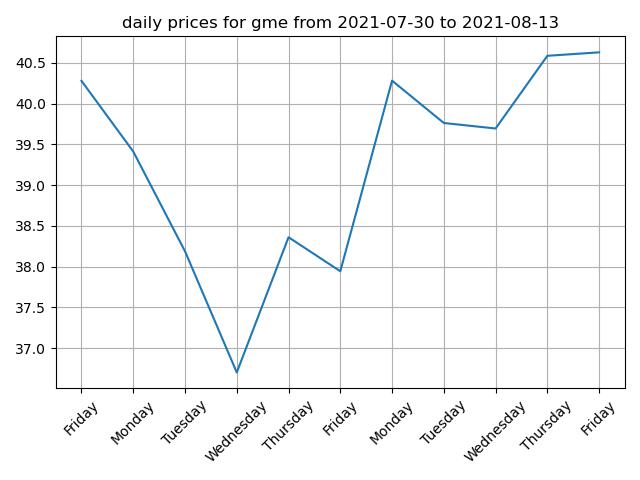 daily prices for gme from 2021-07-30 to 2021-08-13
40.5
40.0
39.5
39.0
38.5
38.0
37.5
37.0
Friday
Monday
Tuesday
Wednesday
Thursday
Friday
Monday
Tuesday
Wednesday
Thursday
Friday